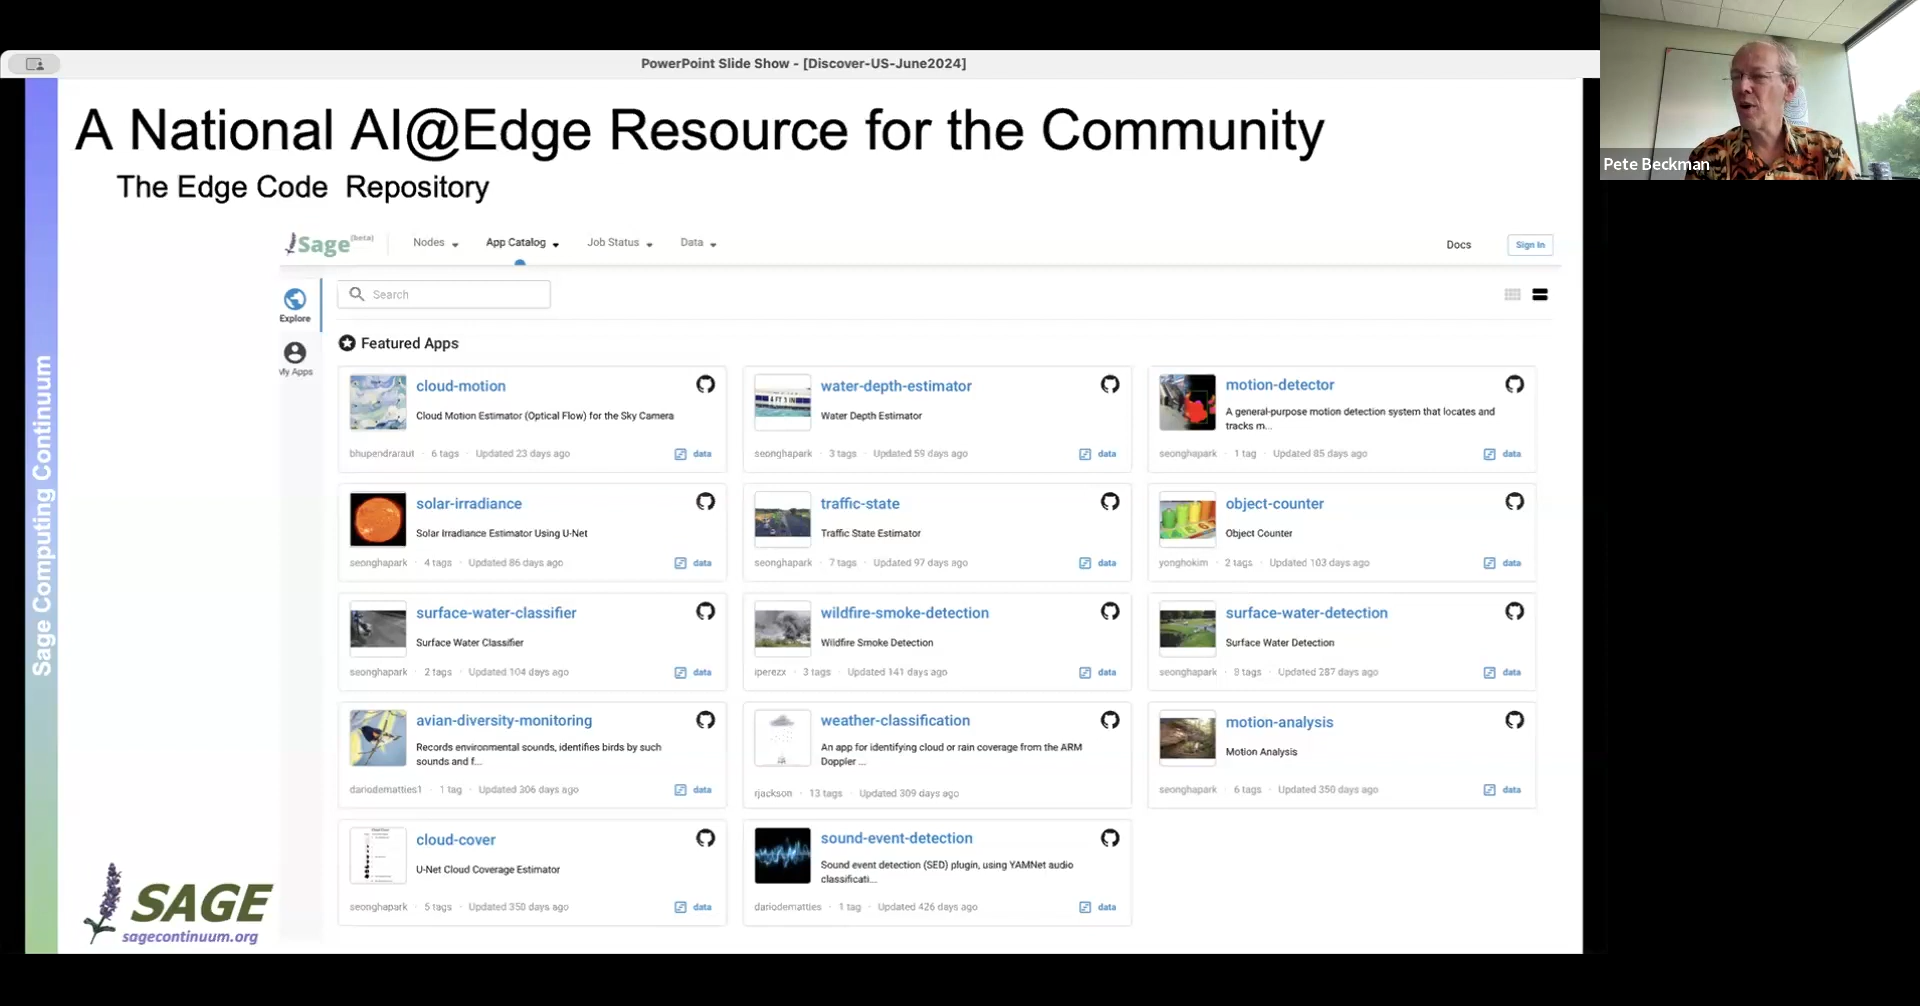 PowerPoint Slide Show - [Discover-US-June2024]
Pete Beckman
A National AI@Edge Resource for the Community
The Edge Code Repository
Sage Computing Continuum
Sage (beta)
Nodes
App Catalog
Job Status
Data
Docs
Sign In
Explore
My Apps
Search
Featured Apps
cloud-motion
Cloud Motion Estimator (Optical Flow) for the Sky Camera
bhupendraraut · 6 tags · Updated 23 days ago
data
water-depth-estimator
4 FT 3 IN
Water Depth Estimator
seonghapark · 3 tags · Updated 59 days ago
data
motion-detector
A general-purpose motion detection system that locates and
tracks m...
seonghapark · 1 tag · Updated 85 days ago
data
solar-irradiance
Solar Irradiance Estimator Using U-Net
seonghapark · 4 tags · Updated 86 days ago
data
traffic-state
Traffic State Estimator
seonghapark · 7 tags · Updated 97 days ago
data
object-counter
Object Counter
yonghokim · 2 tags · Updated 103 days ago
data
surface-water-classifier
Surface Water Classifier
seonghapark · 2 tags · Updated 104 days ago
data
wildfire-smoke-detection
Wildfire Smoke Detection
iperezx · 3 tags · Updated 141 days ago
data
surface-water-detection
Surface Water Detection
seonghapark · 8 tags · Updated 287 days ago
data
avian-diversity-monitoring
Records environmental sounds, identifies birds by such
sounds and f...
dariodematties1 · 1 tag · Updated 306 days ago
data
weather-classification
An app for identifying cloud or rain coverage from the ARM
Doppler ...
rjackson · 13 tags · Updated 309 days ago
motion-analysis
Motion Analysis
seonghapark · 6 tags · Updated 350 days ago
data
cloud-cover
U-Net Cloud Coverage Estimator
seonghapark · 5 tags · Updated 350 days ago
data
sound-event-detection
Sound event detection (SED) plugin, using YAMNet audio
classificati...
dariodematties · 1 tag · Updated 426 days ago
data
SAGE
sagecontinuum.org